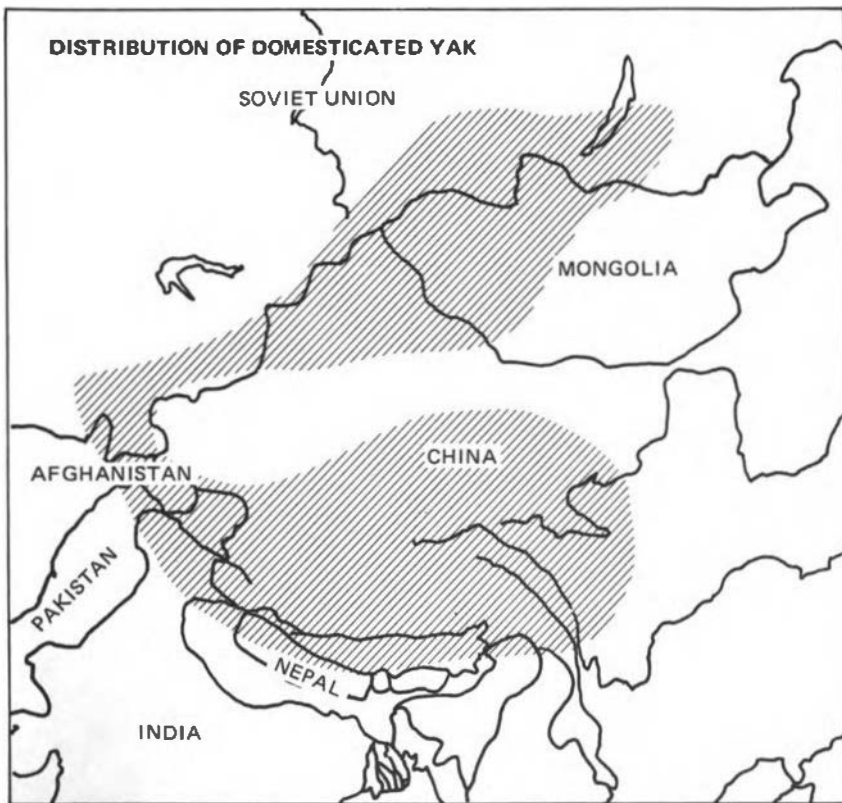 DISTRIBUTION OF DOMESTICATED YAK
SOVIET UNION
MONGOLIA
CHINA
AFGHANISTAN
PAKISTAN
NEPAL
INDIA